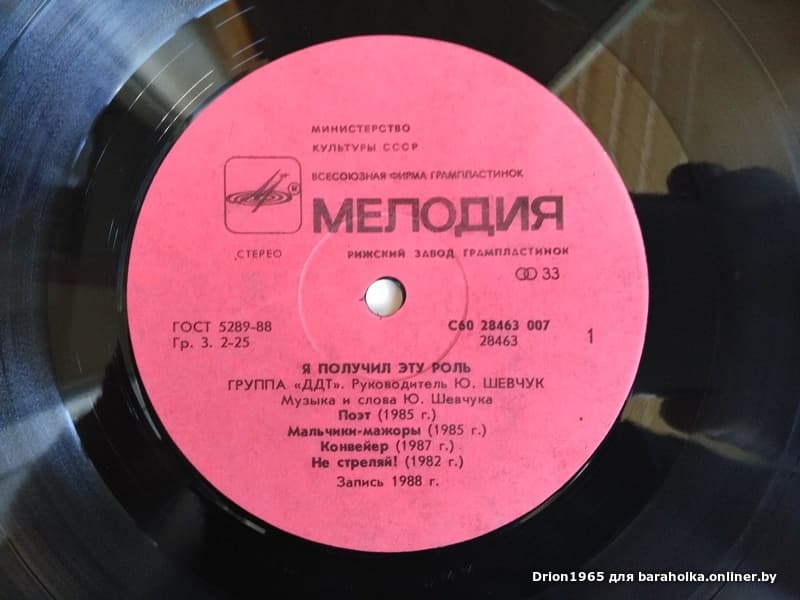 МИНИСТЕРСТВО
КУЛЬТУРЫ СССР
ВСЕСОЮЗНАЯ ФИРМА ГРАМПЛАСТИНОК
МЕЛОДИЯ
СТЕРЕО
РИЖСКИЙ ЗАВОД ГРАМПЛАСТИНОК
33
ГОСТ 5289-88
Гр. 3. 2-25
С60 28463 007
28463
1
Я ПОЛУЧИЛ ЭТУ РОЛЬ
ГРУППА «ДДТ». Руководитель Ю. ШЕВЧУК
Музыка и слова Ю. Шевчука
Поэт (1985 г.)
Мальчики-мажоры (1985 г.)
Конвейер (1987 г.)
Не стреляй! (1982 г.)
Запись 1988 г.
Drion1965 для baraholka.onliner.by